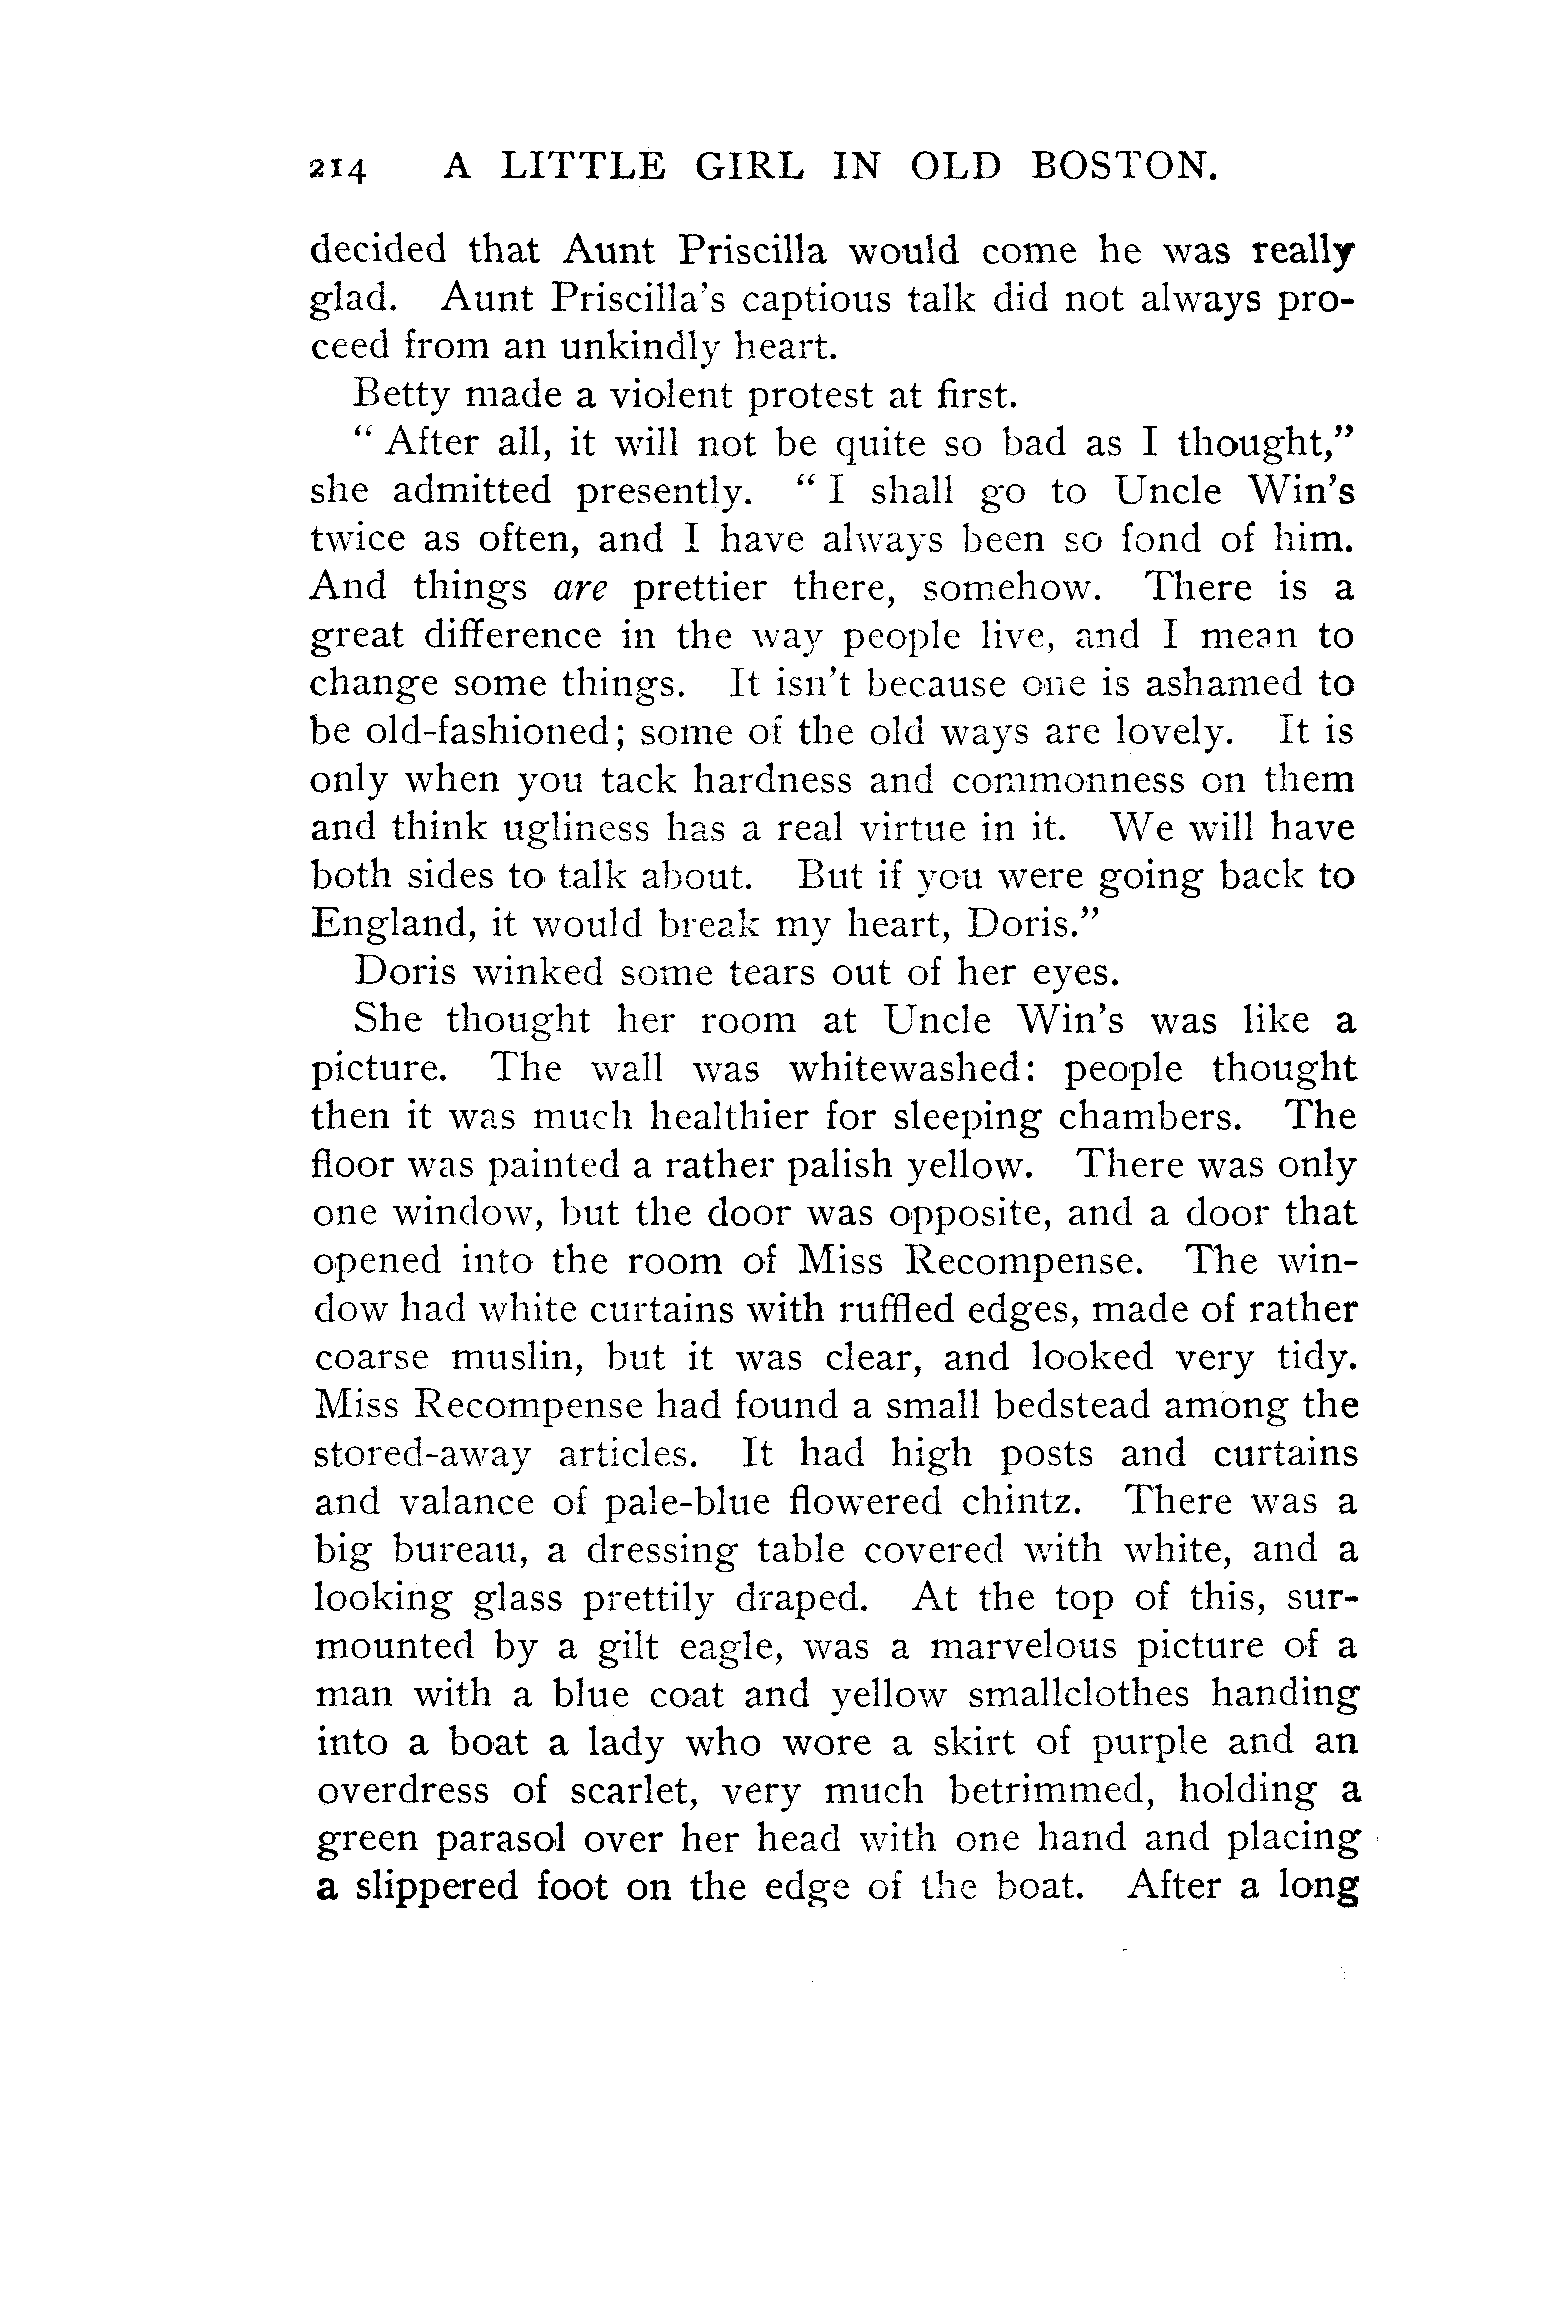 214 A LITTLE GIRL IN OLD BOSTON.
decided that Aunt Priscilla would come he was really
glad. Aunt Priscilla's captious talk did not always pro-
ceed from an unkindly heart.
Betty made a violent protest at first.
" After all, it will not be quite so bad as I thought,"
she admitted presently. " I shall go to Uncle Win's
twice as often, and I have always been so fond of him.
And things are prettier there, somehow. There is a
great difference in the way people live, and I mean to
change some things. It isn't because one is ashamed to
be old-fashioned; some of the old ways are lovely. It is
only when you tack hardness and commonness on them
and think ugliness has a real virtue in it. We will have
both sides to talk about. But if you were going back to
England, it would break my heart, Doris."
Doris winked some tears out of her eyes.
She thought her room at Uncle Win's was like a
picture. The wall was whitewashed: people thought
then it was much healthier for sleeping chambers. The
floor was painted a rather palish yellow. There was only
one window, but the door was opposite, and a door that
opened into the room of Miss Recompense. The win-
dow had white curtains with ruffled edges, made of rather
coarse muslin, but it was clear, and looked very tidy.
Miss Recompense had found a small bedstead among the
stored-away articles. It had high posts and curtains
and valance of pale-blue flowered chintz. There was a
big bureau, a dressing table covered with white, and a
looking glass prettily draped. At the top of this, sur-
mounted by a gilt eagle, was a marvelous picture of a
man with a blue coat and yellow smallclothes handing
into a boat a lady who wore a skirt of purple and an
overdress of scarlet, very much betrimmed, holding a
green parasol over her head with one hand and placing
a slippered foot on the edge of the boat. After a long